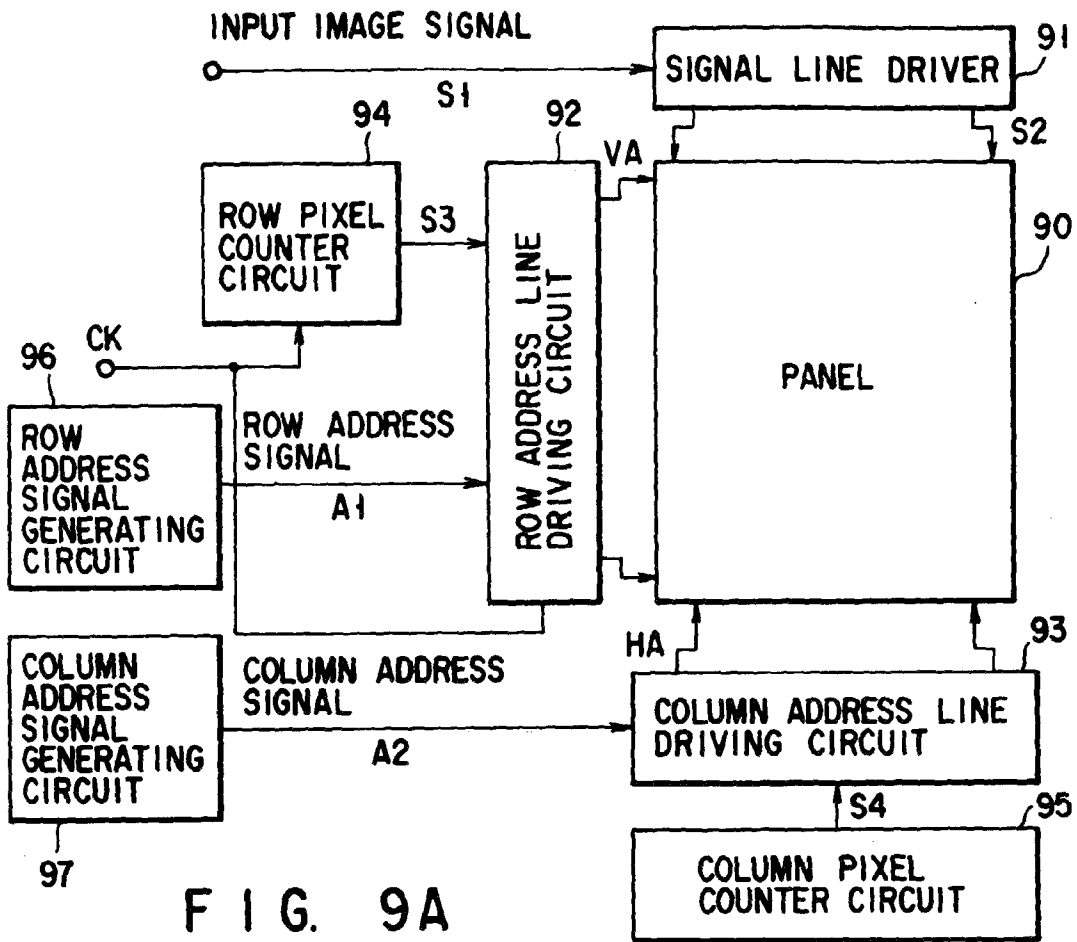 INPUT IMAGE SIGNAL
S1
SIGNAL LINE DRIVER
91
S2
94
ROW PIXEL
COUNTER
CIRCUIT
S3
92
ROW ADDRESS LINE
DRIVING CIRCUIT
VA
90
PANEL
CK
96
ROW
ADDRESS
SIGNAL
GENERATING
CIRCUIT
ROW ADDRESS
SIGNAL
A1
COLUMN
ADDRESS
SIGNAL
GENERATING
CIRCUIT
97
COLUMN ADDRESS
SIGNAL
A2
HA
93
COLUMN ADDRESS LINE
DRIVING CIRCUIT
S4
95
COLUMN PIXEL
COUNTER CIRCUIT
FIG. 9A